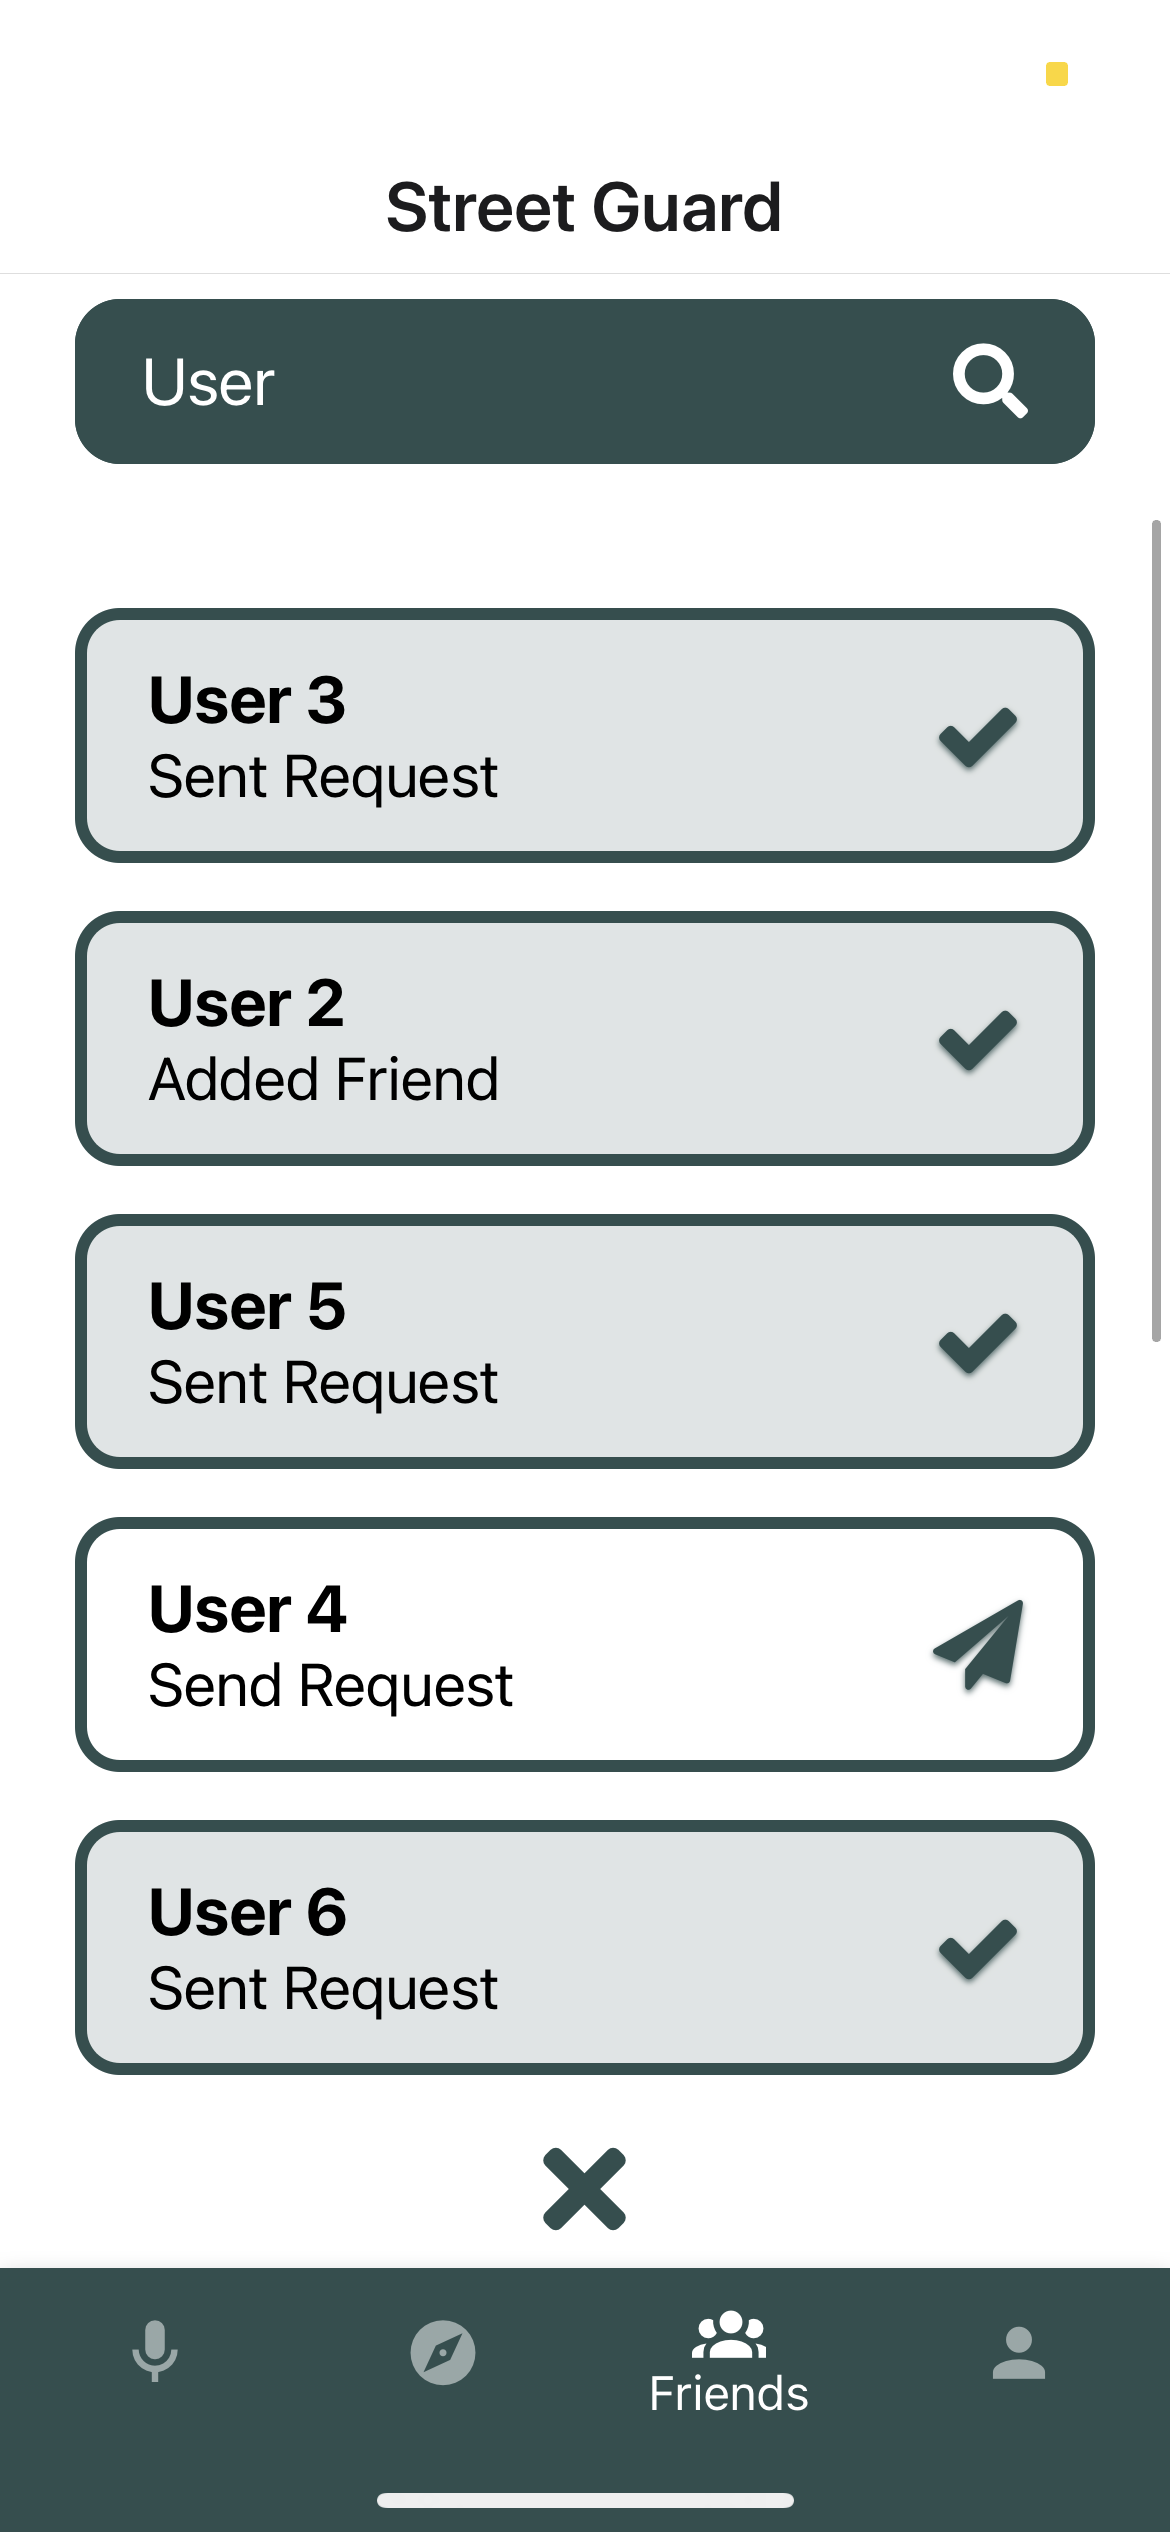 Street Guard
User
User 3
Sent Request
User 2
Added Friend
User 5
Sent Request
User 4
Send Request
User 6
Sent Request
Friends